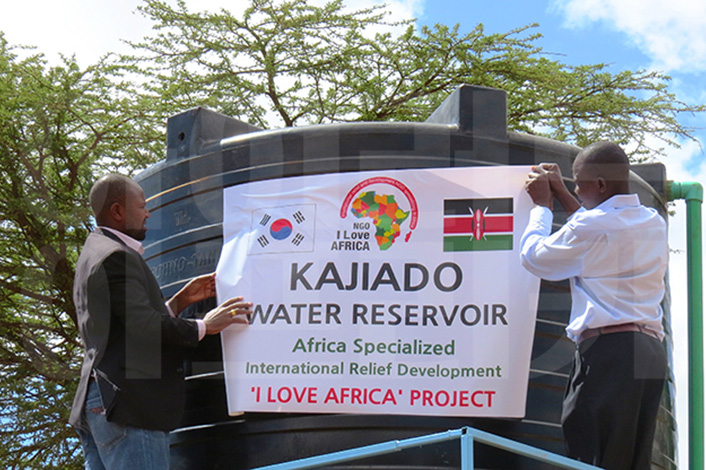 NGO
I LOVE
AFRICA
KAJIADO
WATER RESERVOIR
Africa Specialized
International Relief Development
'I LOVE AFRICA' PROJECT